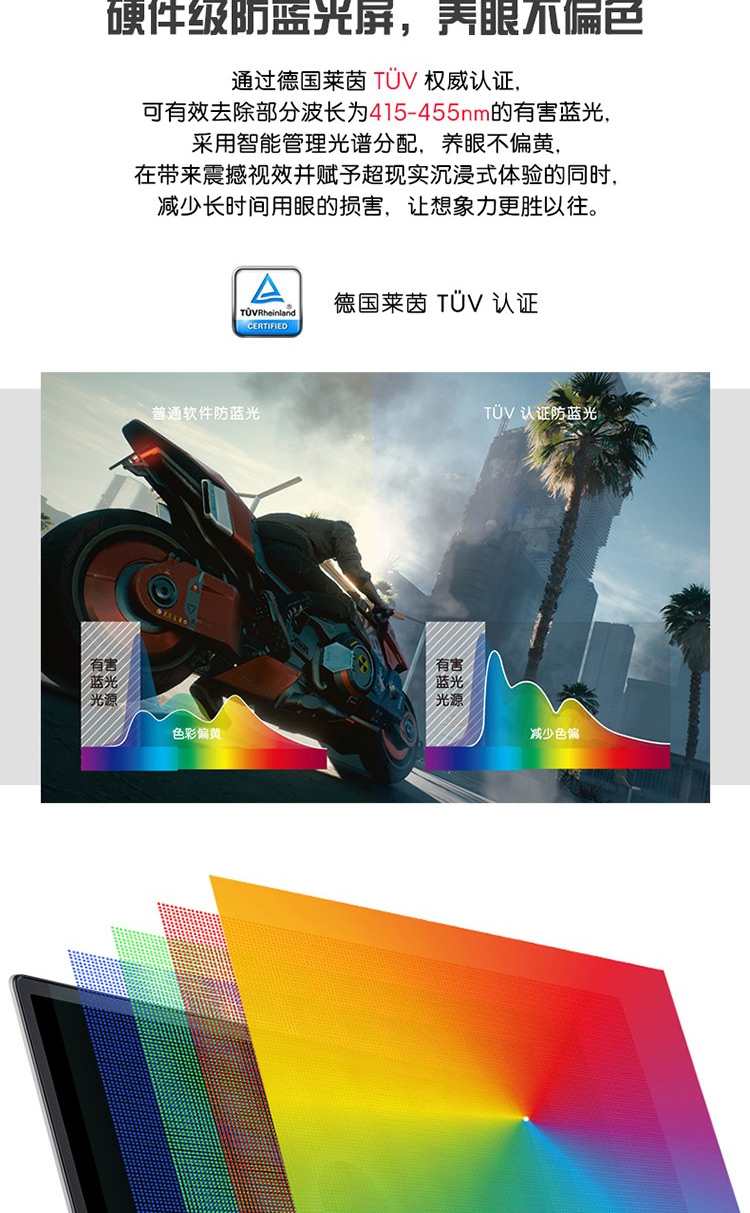 硬件级防蓝光屏，养眼不偏色
通过德国莱茵 TÜV 权威认证，
可有效去除部分波长为415-455nm的有害蓝光，
采用智能管理光谱分配，养眼不偏黄，
在带来震撼视效并赋予超现实沉浸式体验的同时，
减少长时间用眼的损害，让想象力更胜以往。
TÜVRheinland®
CERTIFIED
德国莱茵 TÜV 认证
普通软件防蓝光
TÜV 认证防蓝光
有害
蓝光
光源
色彩偏黄
有害
蓝光
光源
减少色偏